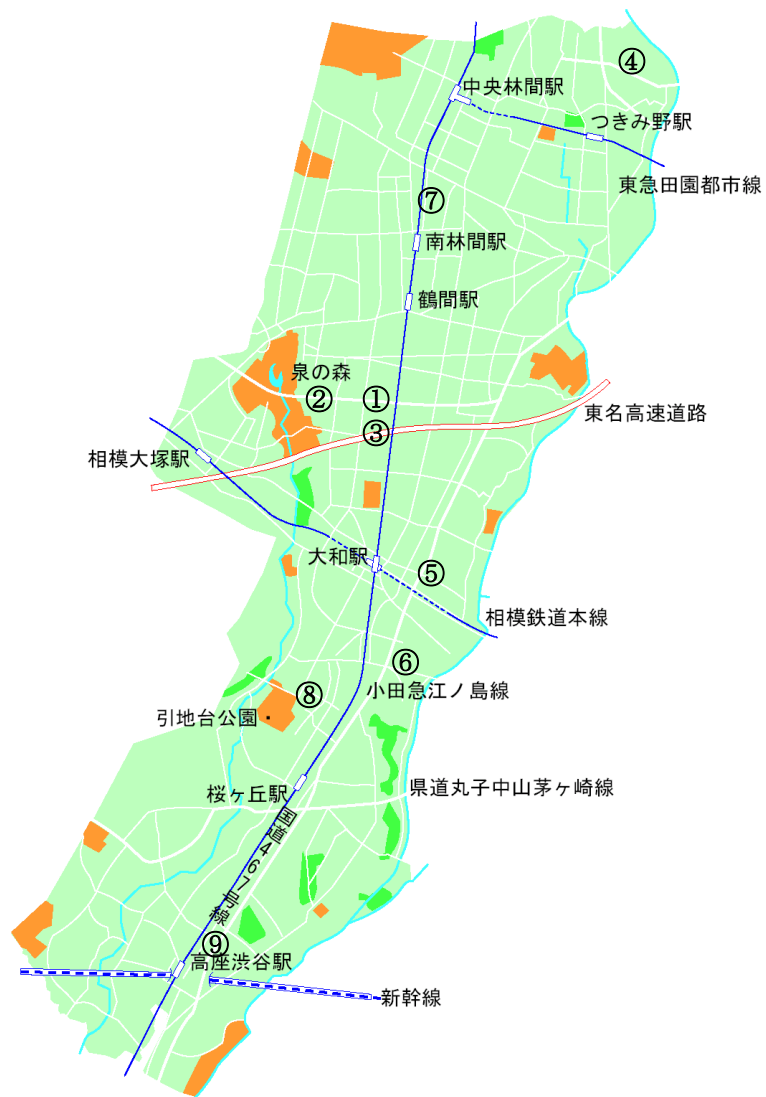 ④
中央林間駅
つきみ野駅
東急田園都市線
⑦
南林間駅
鶴間駅
泉の森
②
①
東名高速道路
③
相模大塚駅
大和駅
⑤
相模鉄道本線
⑥
小田急江ノ島線
⑧
引地台公園
桜ヶ丘駅
県道丸子中山茅ヶ崎線
国道467号線
⑨
高座渋谷駅
新幹線